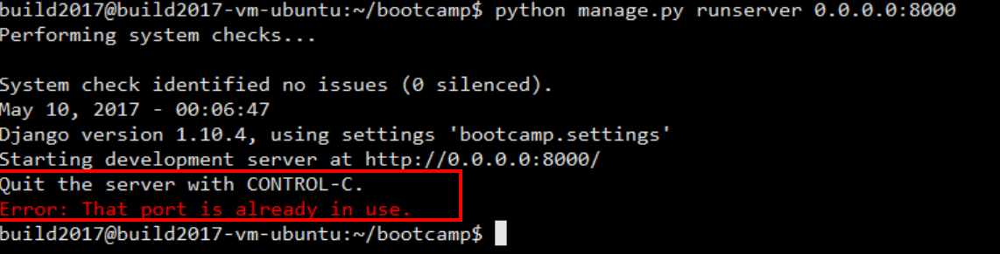 build2017@build2017-vm-ubuntu:~/bootcamp$ python manage.py runserver 0.0.0.0:8000
Performing system checks...
System check identified no issues (0 silenced).
May 10, 2017 - 00:06:47
Django version 1.10.4, using settings 'bootcamp.settings'
Starting development server at http://0.0.0.0:8000/
Quit the server with CONTROL-C.
Error: That port is already in use.
build2017@build2017-vm-ubuntu:~/bootcamp$